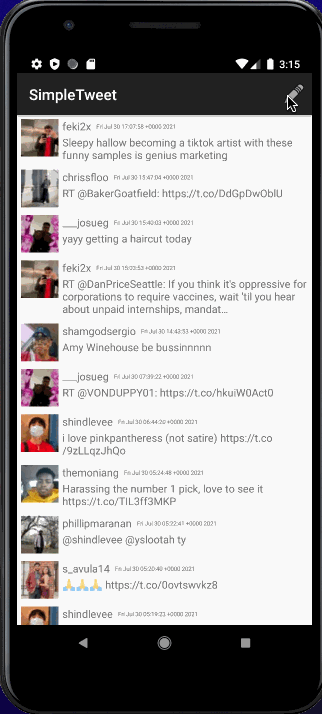 3:15
SimpleTweet
feki2x Fri Jul 30 17:07:58 +0000 2021
Sleepy hallow becoming a tiktok artist with these
funny samples is genius marketing
chrissfloo Fri Jul 30 15:47:04 +0000 2021
RT @BakerGoatfield: https://t.co/DdGpDwOblU
___josueg Fri Jul 30 15:40:03 +0000 2021
yayy getting a haircut today
feki2x Fri Jul 30 15:03:53 +0000 2021
RT @DanPriceSeattle: If you think it's oppressive for
corporations to require vaccines, wait 'til you hear
about unpaid internships, mandat…
shamgodsergio Fri Jul 30 14:43:53 +0000 2021
Amy Winehouse be bussinnnnn
___josueg Fri Jul 30 07:39:22 +0000 2021
RT @VONDUPPY01: https://t.co/hkuiW0Act0
shindlevee Fri Jul 30 06:44:20 +0000 2021
i love pinkpantheress (not satire) https://t.co
/9zLLqzJhQo
themoniang Fri Jul 30 05:24:48 +0000 2021
Harassing the number 1 pick, love to see it
https://t.co/TIL3ff3MKP
phillipmaranan Fri Jul 30 05:22:41 +0000 2021
@shindlevee @yslootah ty
s_avula14 Fri Jul 30 05:20:40 +0000 2021
🙏🙏🙏 https://t.co/0ovtswvkz8
shindlevee Fri Jul 30 05:19:23 +0000 2021